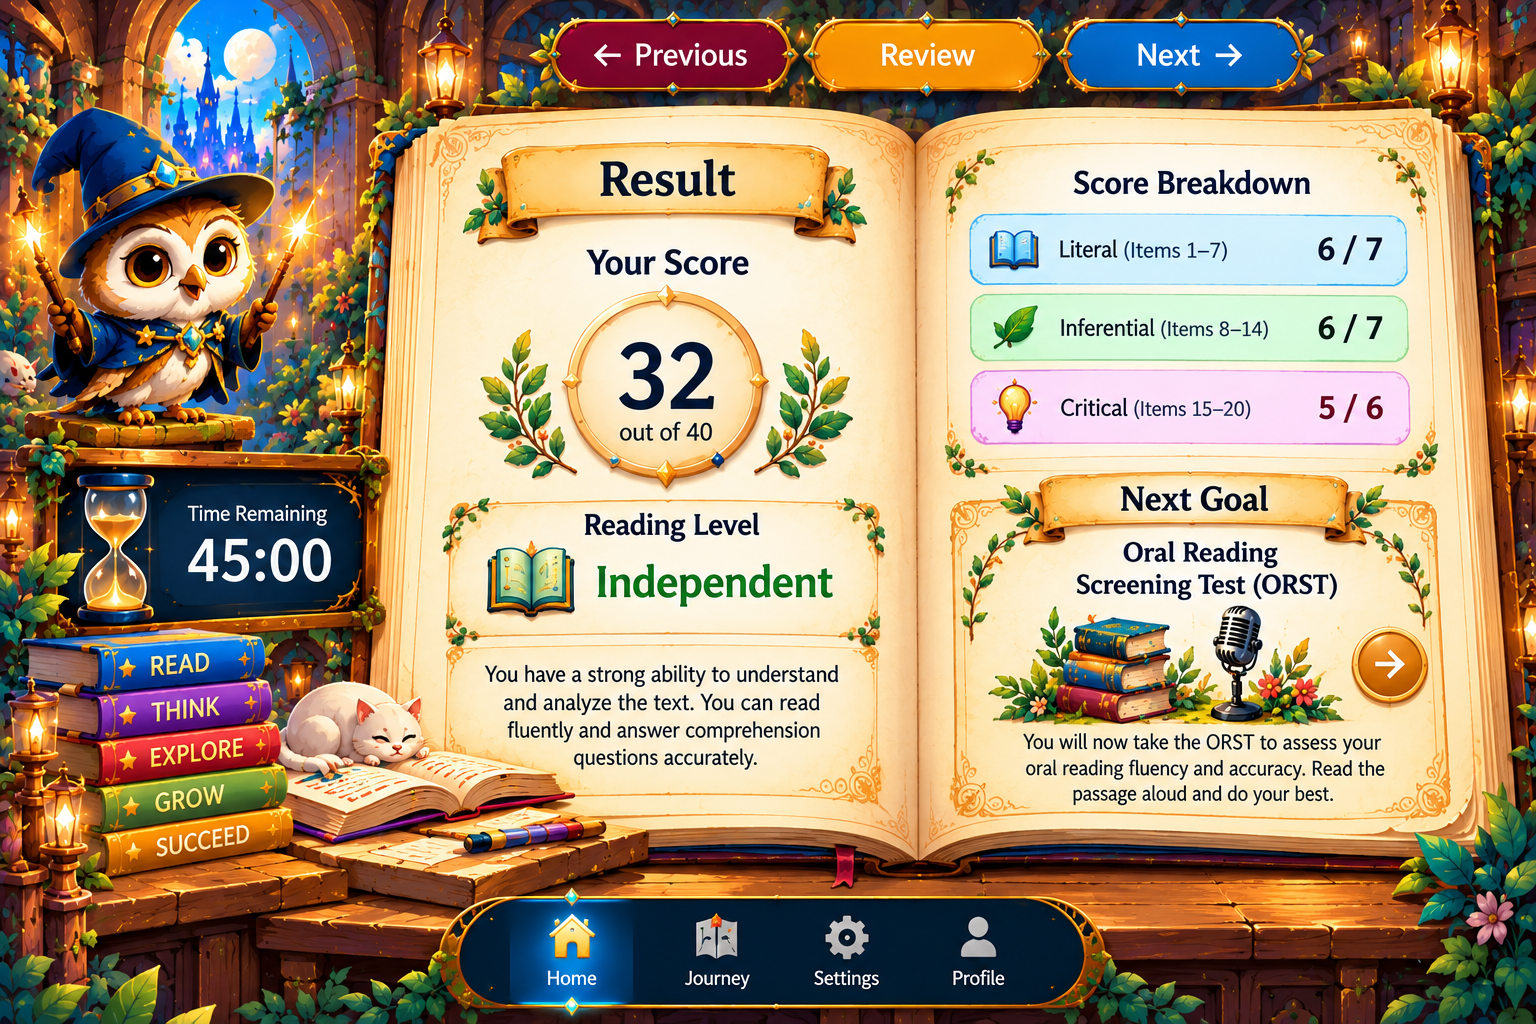 ← Previous
Review
Next →
Result
Your Score
32
out of 40
Reading Level
Independent
You have a strong ability to understand
and analyze the text. You can read
fluently and answer comprehension
questions accurately.
Score Breakdown
Literal (Items 1–7) 6 / 7
Inferential (Items 8–14) 6 / 7
Critical (Items 15–20) 5 / 6
Next Goal
Oral Reading
Screening Test (ORST)
→
You will now take the ORST to assess your
oral reading fluency and accuracy. Read the
passage aloud and do your best.
Time Remaining
45:00
READ
THINK
EXPLORE
GROW
SUCCEED
Home
Journey
Settings
Profile